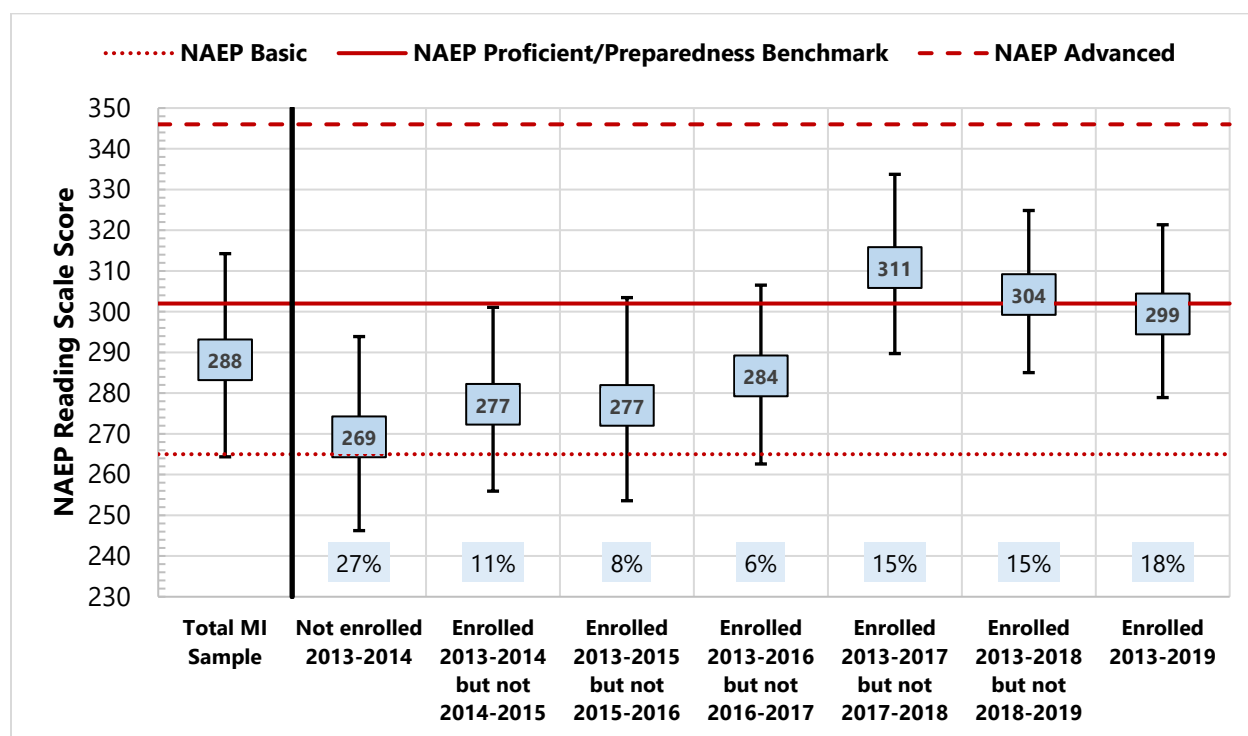 NAEP Basic NAEP Proficient/Preparedness Benchmark NAEP Advanced
NAEP Reading Scale Score
350
340
330
320
310
300
290
280
270
260
250
240
230
288
269
277
277
284
311
304
299
27% 11% 8% 6% 15% 15% 18%
Total MI
Sample
Not enrolled
2013-2014
Enrolled
2013-2014
but not
2014-2015
Enrolled
2013-2015
but not
2015-2016
Enrolled
2013-2016
but not
2016-2017
Enrolled
2013-2017
but not
2017-2018
Enrolled
2013-2018
but not
2018-2019
Enrolled
2013-2019